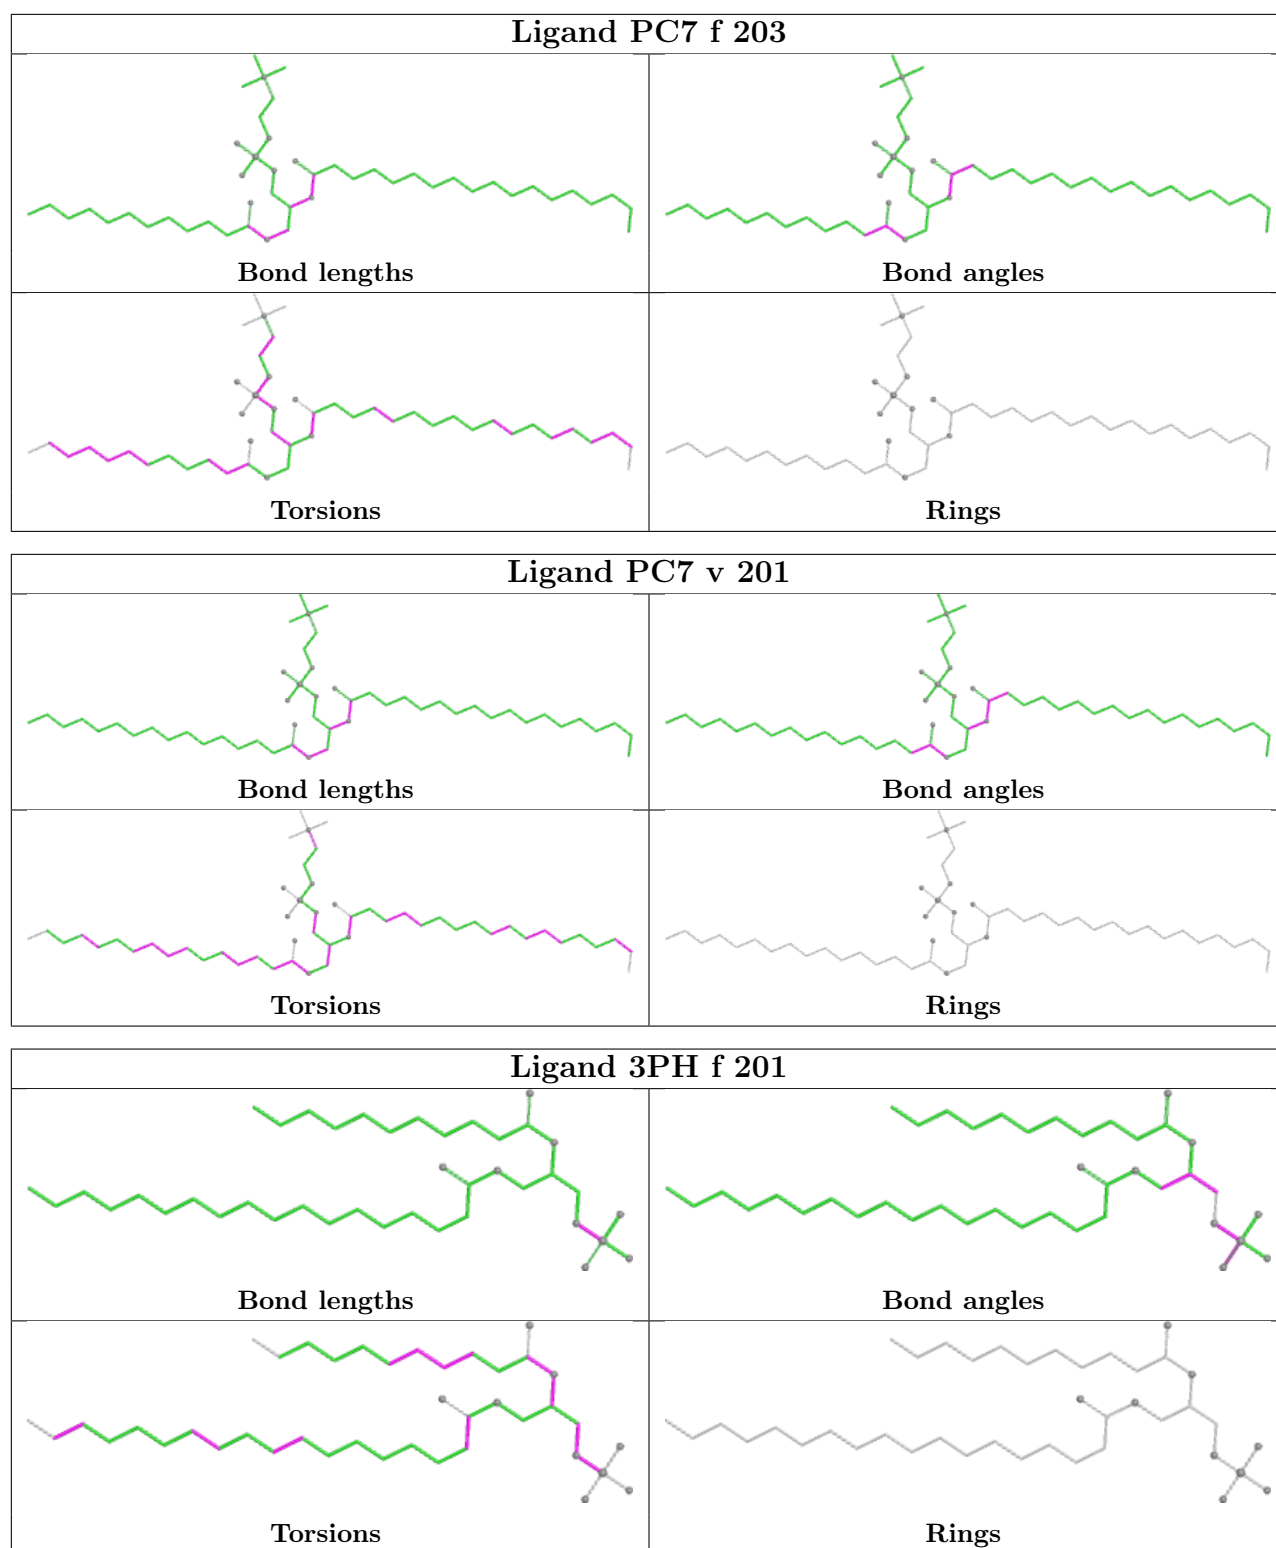 Ligand PC7 f 203
Bond lengths
Bond angles
Torsions
Rings
Ligand PC7 v 201
Bond lengths
Bond angles
Torsions
Rings
Ligand 3PH f 201
Bond lengths
Bond angles
Torsions
Rings